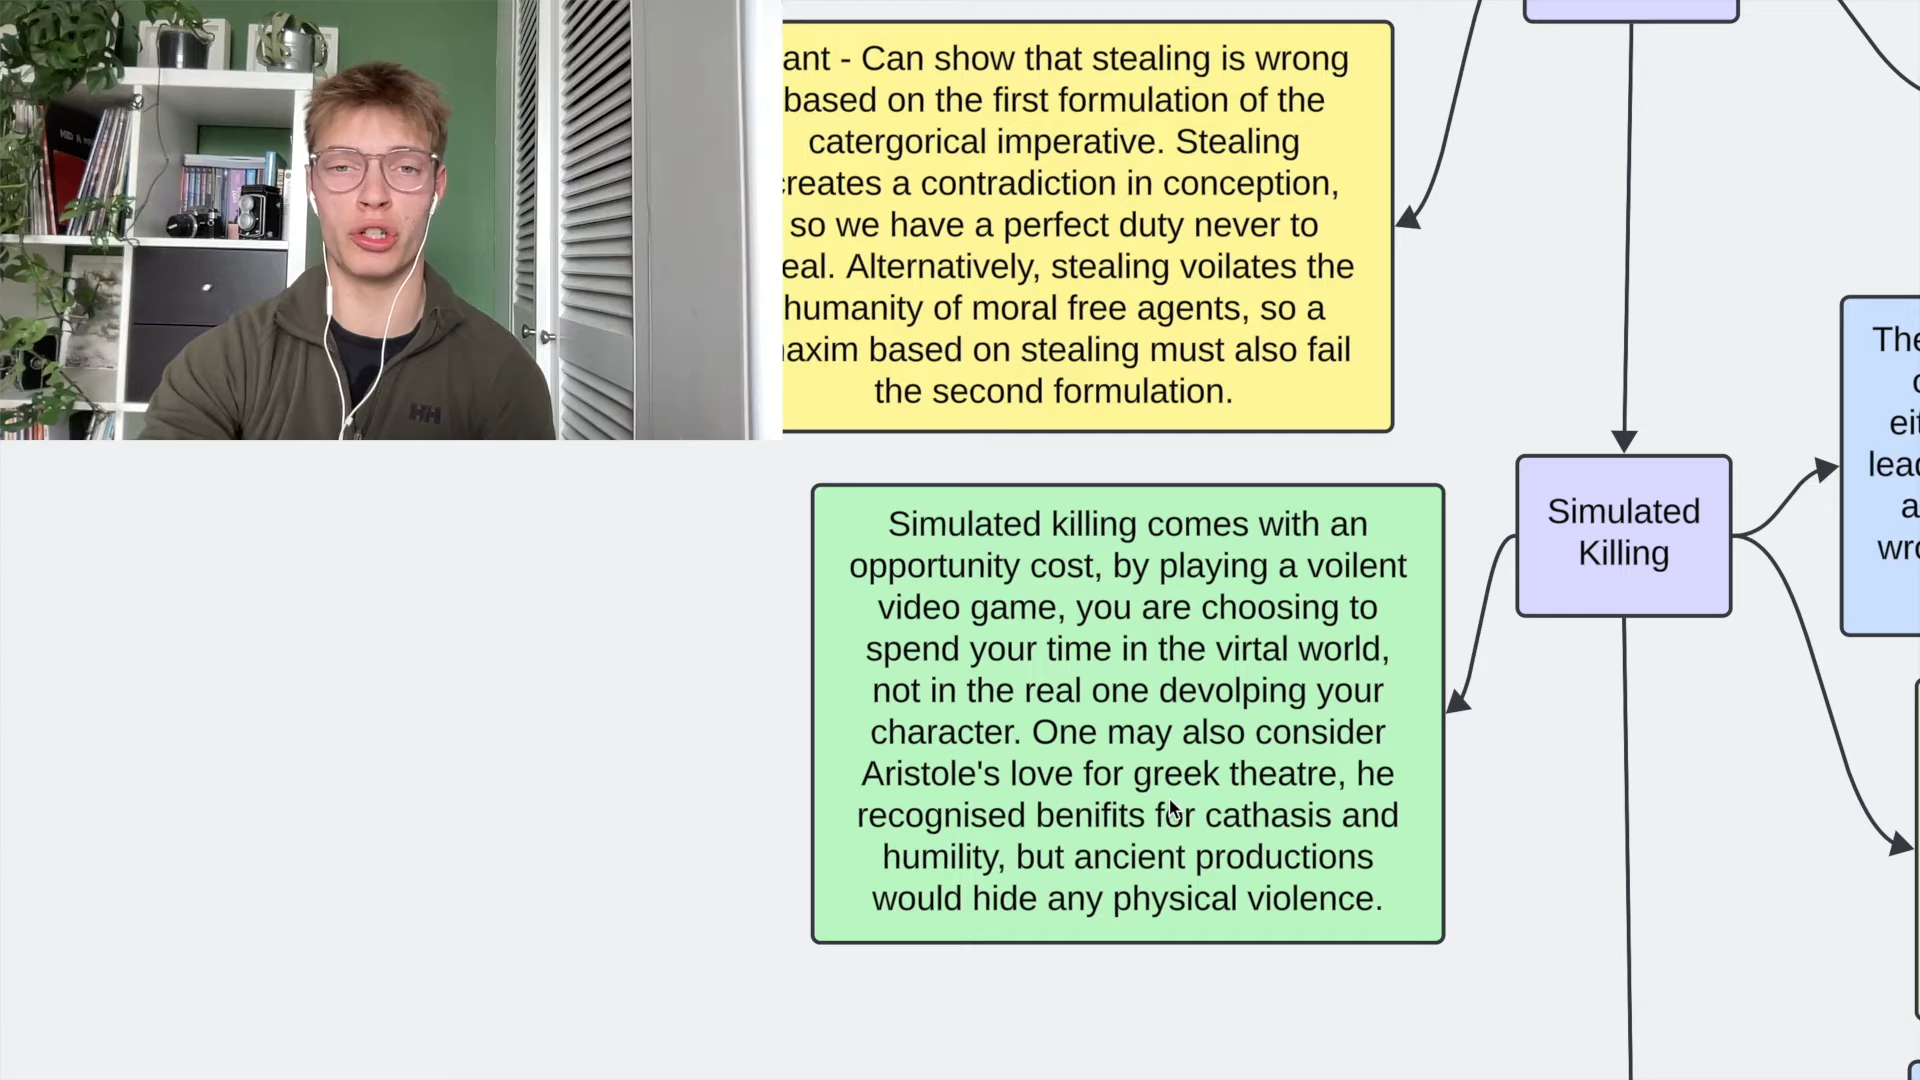 ant - Can show that stealing is wrong
based on the first formulation of the
catergorical imperative. Stealing
creates a contradiction in conception,
so we have a perfect duty never to
eal. Alternatively, stealing voilates the
humanity of moral free agents, so a
axim based on stealing must also fail
the second formulation.
HH
Simulated
Killing
Simulated killing comes with an
opportunity cost, by playing a voilent
video game, you are choosing to
spend your time in the virtal world,
not in the real one devolping your
character. One may also consider
Aristole's love for greek theatre, he
recognised benifits for cathasis and
humility, but ancient productions
would hide any physical violence.
The
eit
lead
a
wro